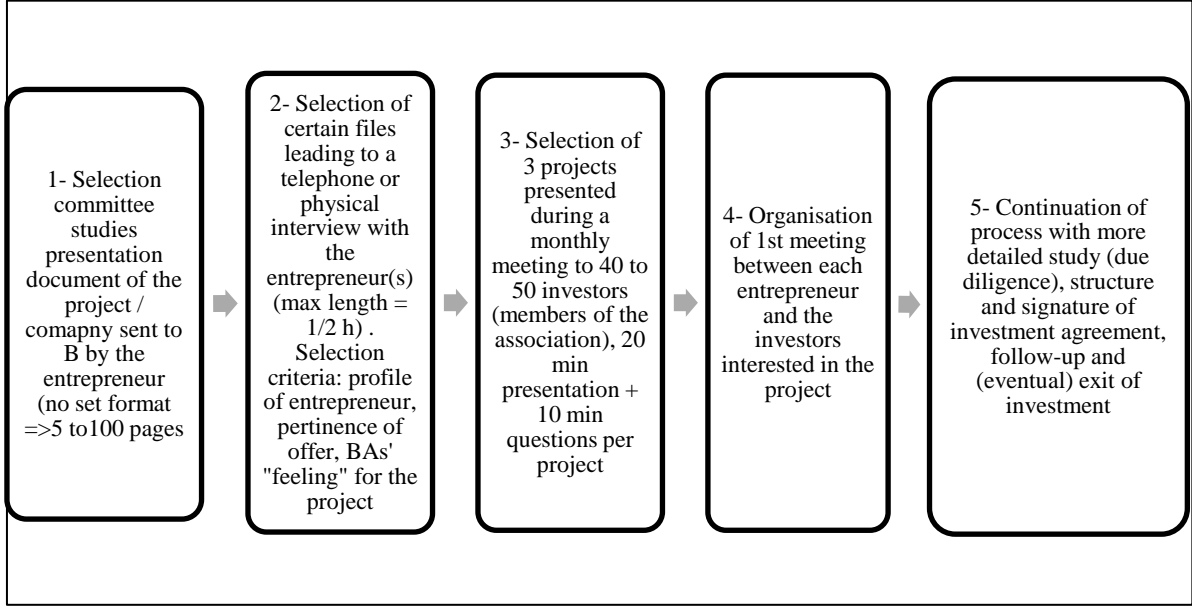 1- Selection
committee
studies
presentation
document of the
project /
comapny sent to
B by the
entrepreneur
(no set format
=>5 to100 pages
2- Selection of
certain files
leading to a
telephone or
physical
interview with
the
entrepreneur(s)
(max length =
1/2 h) .
Selection
criteria: profile
of entrepreneur,
pertinence of
offer, BAs'
"feeling" for the
project
3- Selection of
3 projects
presented
during a
monthly
meeting to 40 to
50 investors
(members of the
association), 20
min
presentation +
10 min
questions per
project
4- Organisation
of 1st meeting
between each
entrepreneur
and the
investors
interested in the
project
5- Continuation of
process with more
detailed study (due
diligence), structure
and signature of
investment agreement,
follow-up and
(eventual) exit of
investment